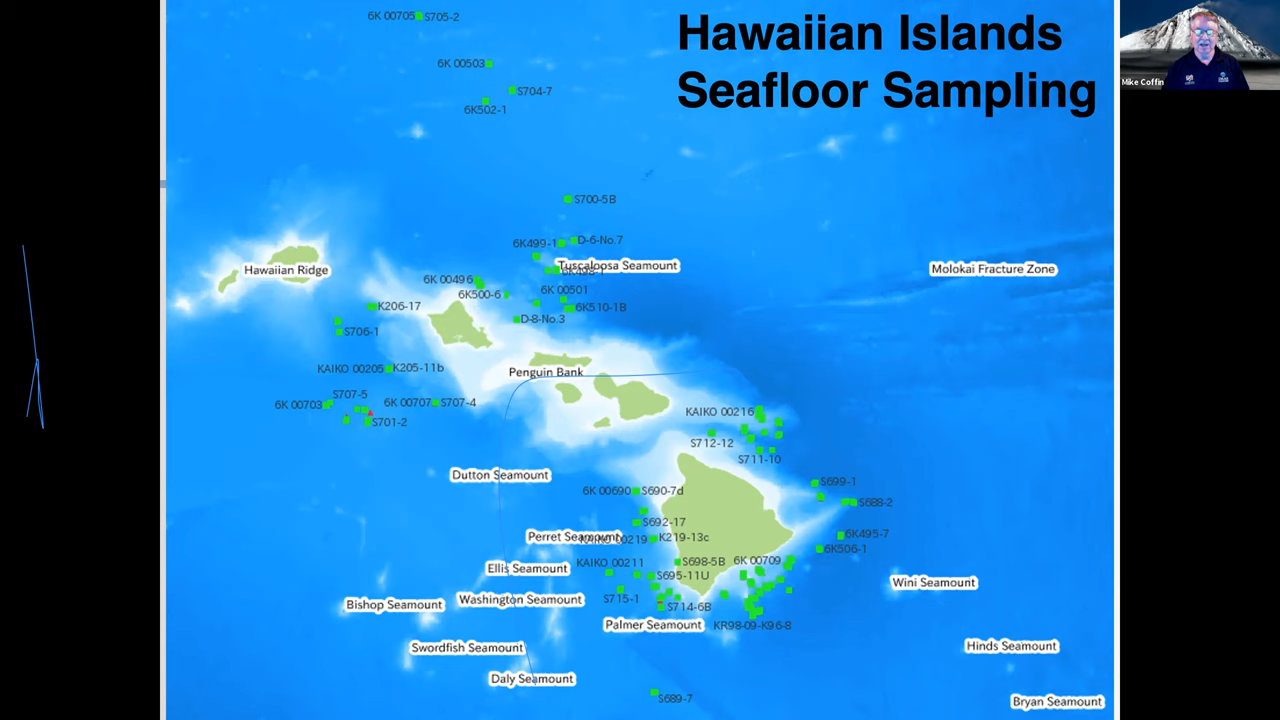 Hawaiian Islands
Seafloor Sampling
Mike Coffin
6K 00705 S705-2
6K 00503
S704-7
6K502-1
S700-5B
6K499-1 D-6-No.7
Tuscaloosa Seamount
Hawaiian Ridge
Molokai Fracture Zone
6K 00496
6K500-6
6K 00501
K206-17
6K510-1B
D-8-No.3
S706-1
KAIKO 00205 K205-11b
Penguin Bank
S707-5
6K 00703
6K 00707 S707-4
S701-2
KAIKO 00216
S712-12
S711-10
Dutton Seamount
S699-1
6K 00690 S690-7d
S688-2
S692-17
6K495-7
Perret Seamount
KAIKO 00219 K219-13c
6K506-1
KAIKO 00211
S698-5B
6K 00709
Ellis Seamount
S695-11U
Wini Seamount
Bishop Seamount
Washington Seamount
S715-1
S714-6B
Palmer Seamount
KR98-09-K96-8
Swordfish Seamount
Hinds Seamount
Daly Seamount
S689-7
Bryan Seamount